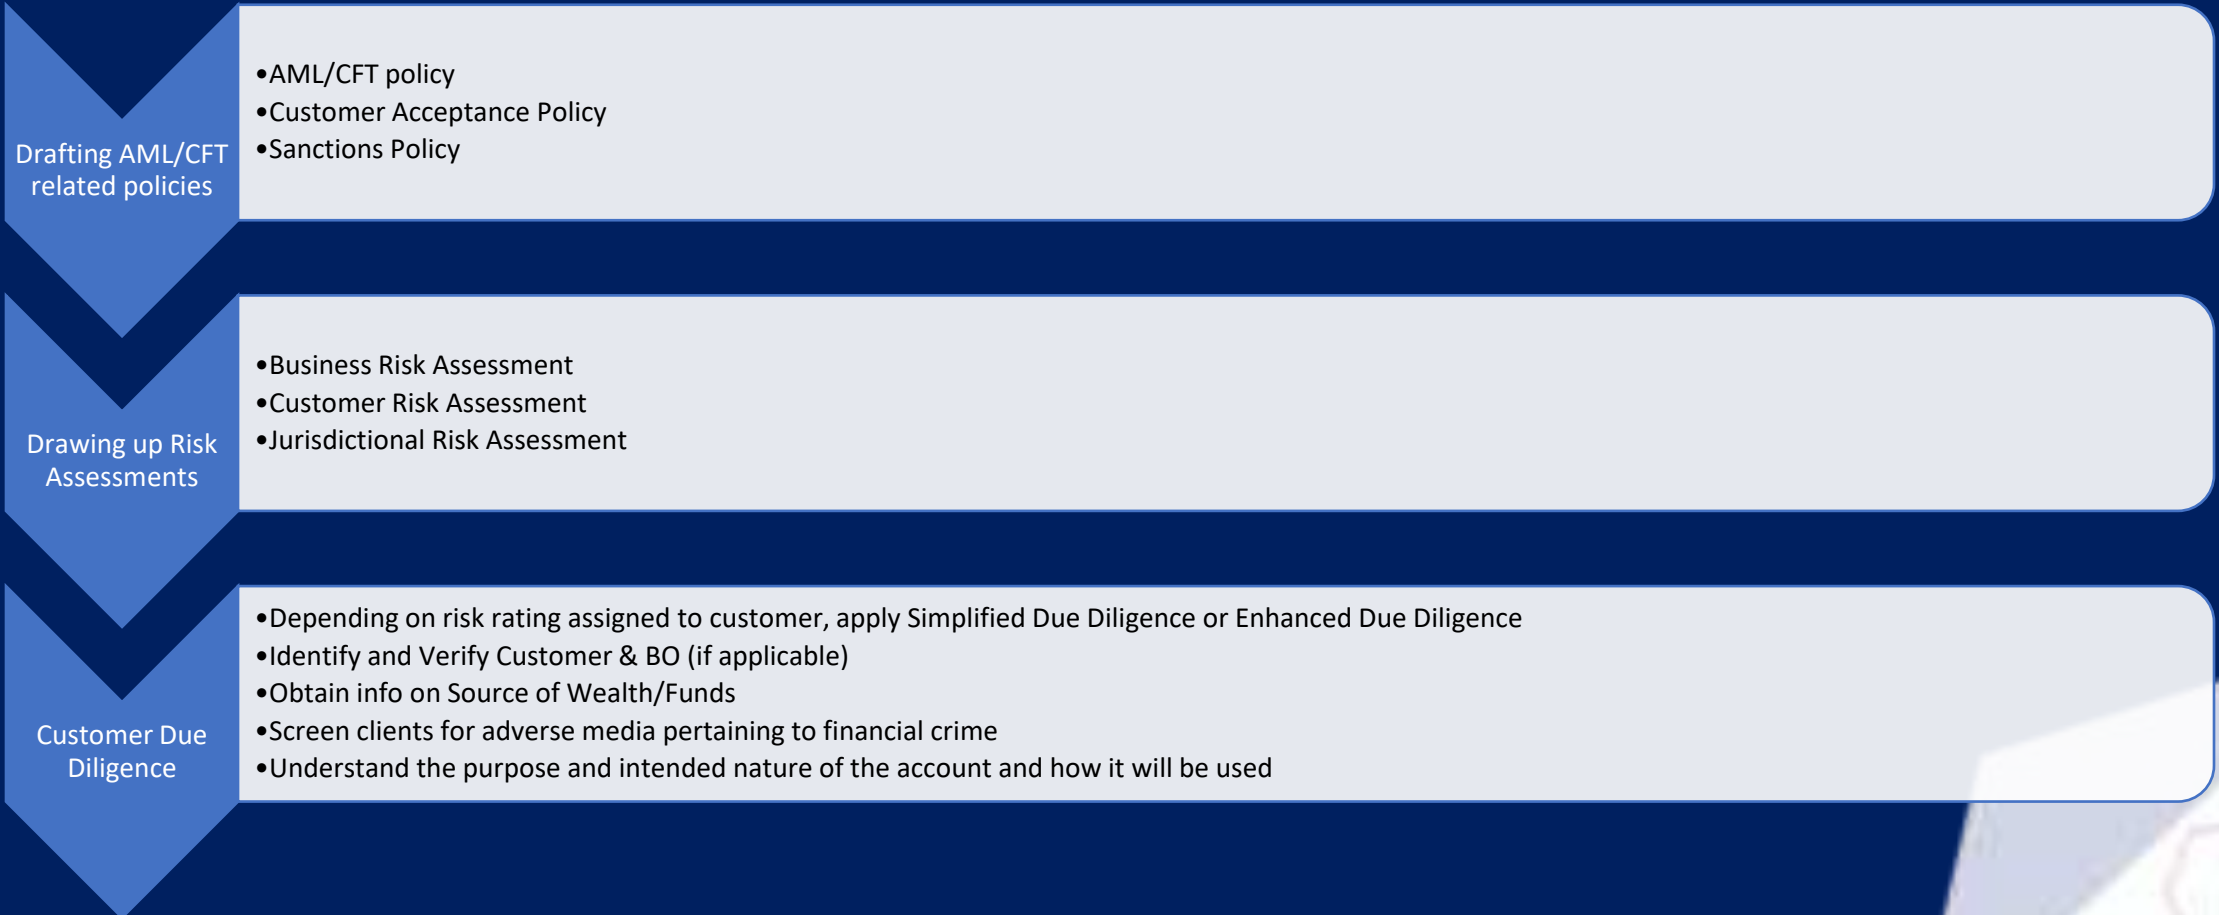 Drafting AML/CFT
related policies
•AML/CFT policy
•Customer Acceptance Policy
•Sanctions Policy
Drawing up Risk
Assessments
•Business Risk Assessment
•Customer Risk Assessment
•Jurisdictional Risk Assessment
Customer Due
Diligence
•Depending on risk rating assigned to customer, apply Simplified Due Diligence or Enhanced Due Diligence
•Identify and Verify Customer & BO (if applicable)
•Obtain info on Source of Wealth/Funds
•Screen clients for adverse media pertaining to financial crime
•Understand the purpose and intended nature of the account and how it will be used